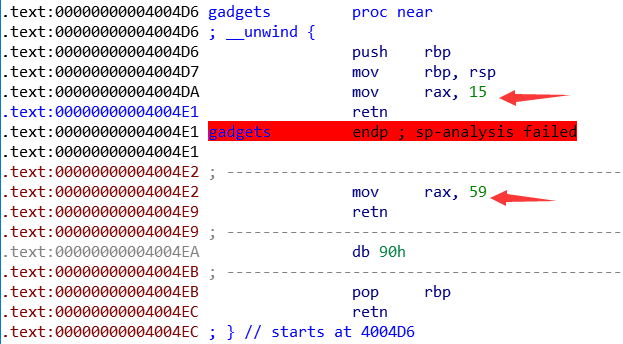 .text:00000000004004D6 gadgets proc near
.text:00000000004004D6 ; __unwind {
.text:00000000004004D6 push rbp
.text:00000000004004D7 mov rbp, rsp
.text:00000000004004DA mov rax, 15
.text:00000000004004E1 retn
.text:00000000004004E1 gadgets endp ; sp-analysis failed
.text:00000000004004E1
.text:00000000004004E2 ; ---------------------------------------
.text:00000000004004E2 mov rax, 59
.text:00000000004004E9 retn
.text:00000000004004E9 ; ---------------------------------------
.text:00000000004004EA db 90h
.text:00000000004004EB ; ---------------------------------------
.text:00000000004004EB pop rbp
.text:00000000004004EC retn
.text:00000000004004EC ; } // starts at 4004D6